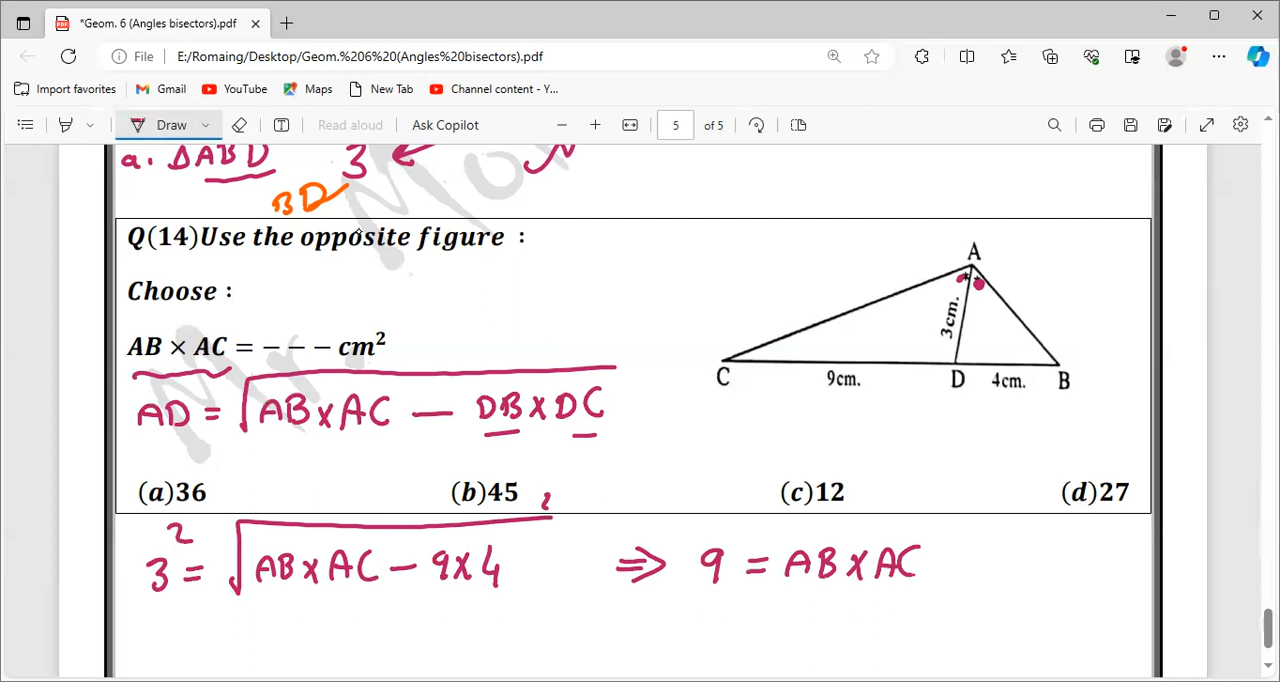 *Geom. 6 (Angles bisectors).pdf
File E:/Romaing/Desktop/Geom.%206%20(Angles%20bisectors).pdf
Import favorites Gmail YouTube Maps New Tab Channel content - Y...
Draw Read aloud Ask Copilot 5 of 5
a. ΔABD 3
BD
Q(14)Use the opposite figure :
Choose :
AB × AC = − − − cm²
AD = √AB×AC − DB×DC
A
3cm.
C 9cm. D 4cm. B
(a)36 (b)45 (c)12 (d)27
3² = √AB×AC − 9×4 ² ⇒ 9 = AB×AC